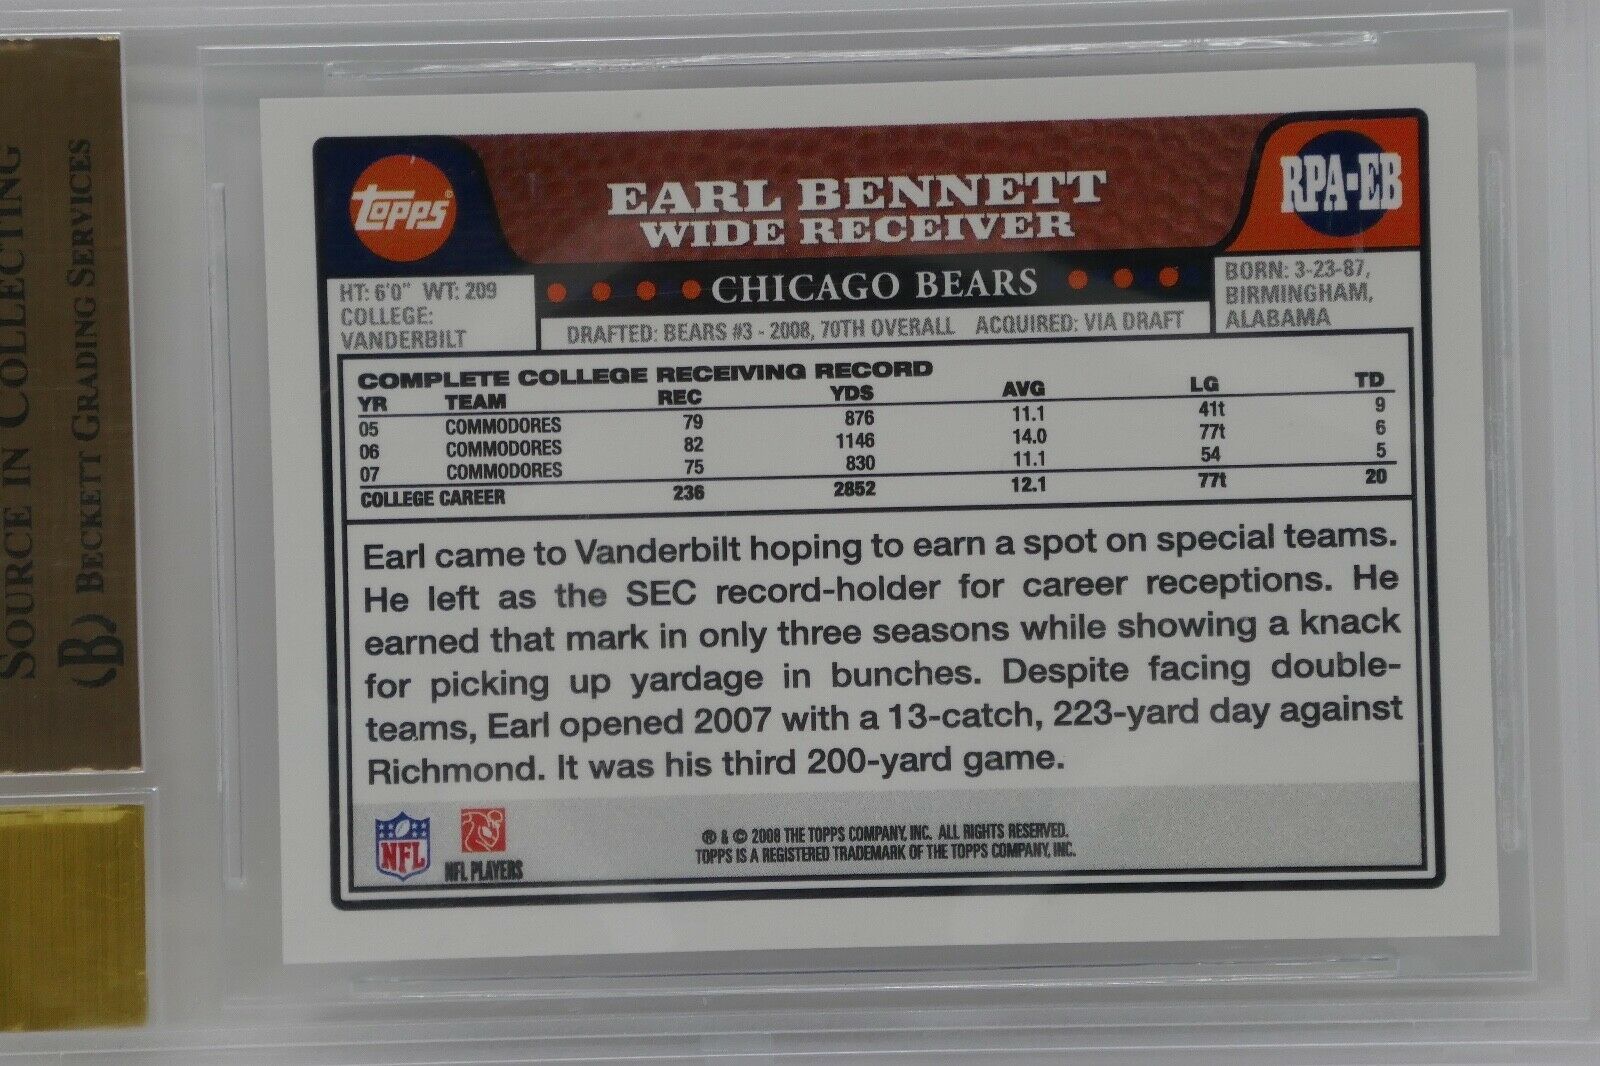 SOURCE IN COLLECTING
(B) BECKETT GRADING SERVICES
TOPPS®
EARL BENNETT
WIDE RECEIVER
RPA-EB
CHICAGO BEARS
HT: 6'0" WT: 209
COLLEGE:
VANDERBILT
DRAFTED: BEARS #3 - 2008, 70TH OVERALL ACQUIRED: VIA DRAFT
BORN: 3-23-87,
BIRMINGHAM,
ALABAMA
COMPLETE COLLEGE RECEIVING RECORD
YR TEAM REC YDS AVG LG TD
05 COMMODORES 79 876 11.1 41t 9
06 COMMODORES 82 1146 14.0 77t 6
07 COMMODORES 75 830 11.1 54 5
COLLEGE CAREER 236 2852 12.1 77t 20
Earl came to Vanderbilt hoping to earn a spot on special teams.
He left as the SEC record-holder for career receptions. He
earned that mark in only three seasons while showing a knack
for picking up yardage in bunches. Despite facing double-
teams, Earl opened 2007 with a 13-catch, 223-yard day against
Richmond. It was his third 200-yard game.
NFL
NFL PLAYERS
® & © 2008 THE TOPPS COMPANY, INC. ALL RIGHTS RESERVED.
TOPPS IS A REGISTERED TRADEMARK OF THE TOPPS COMPANY, INC.